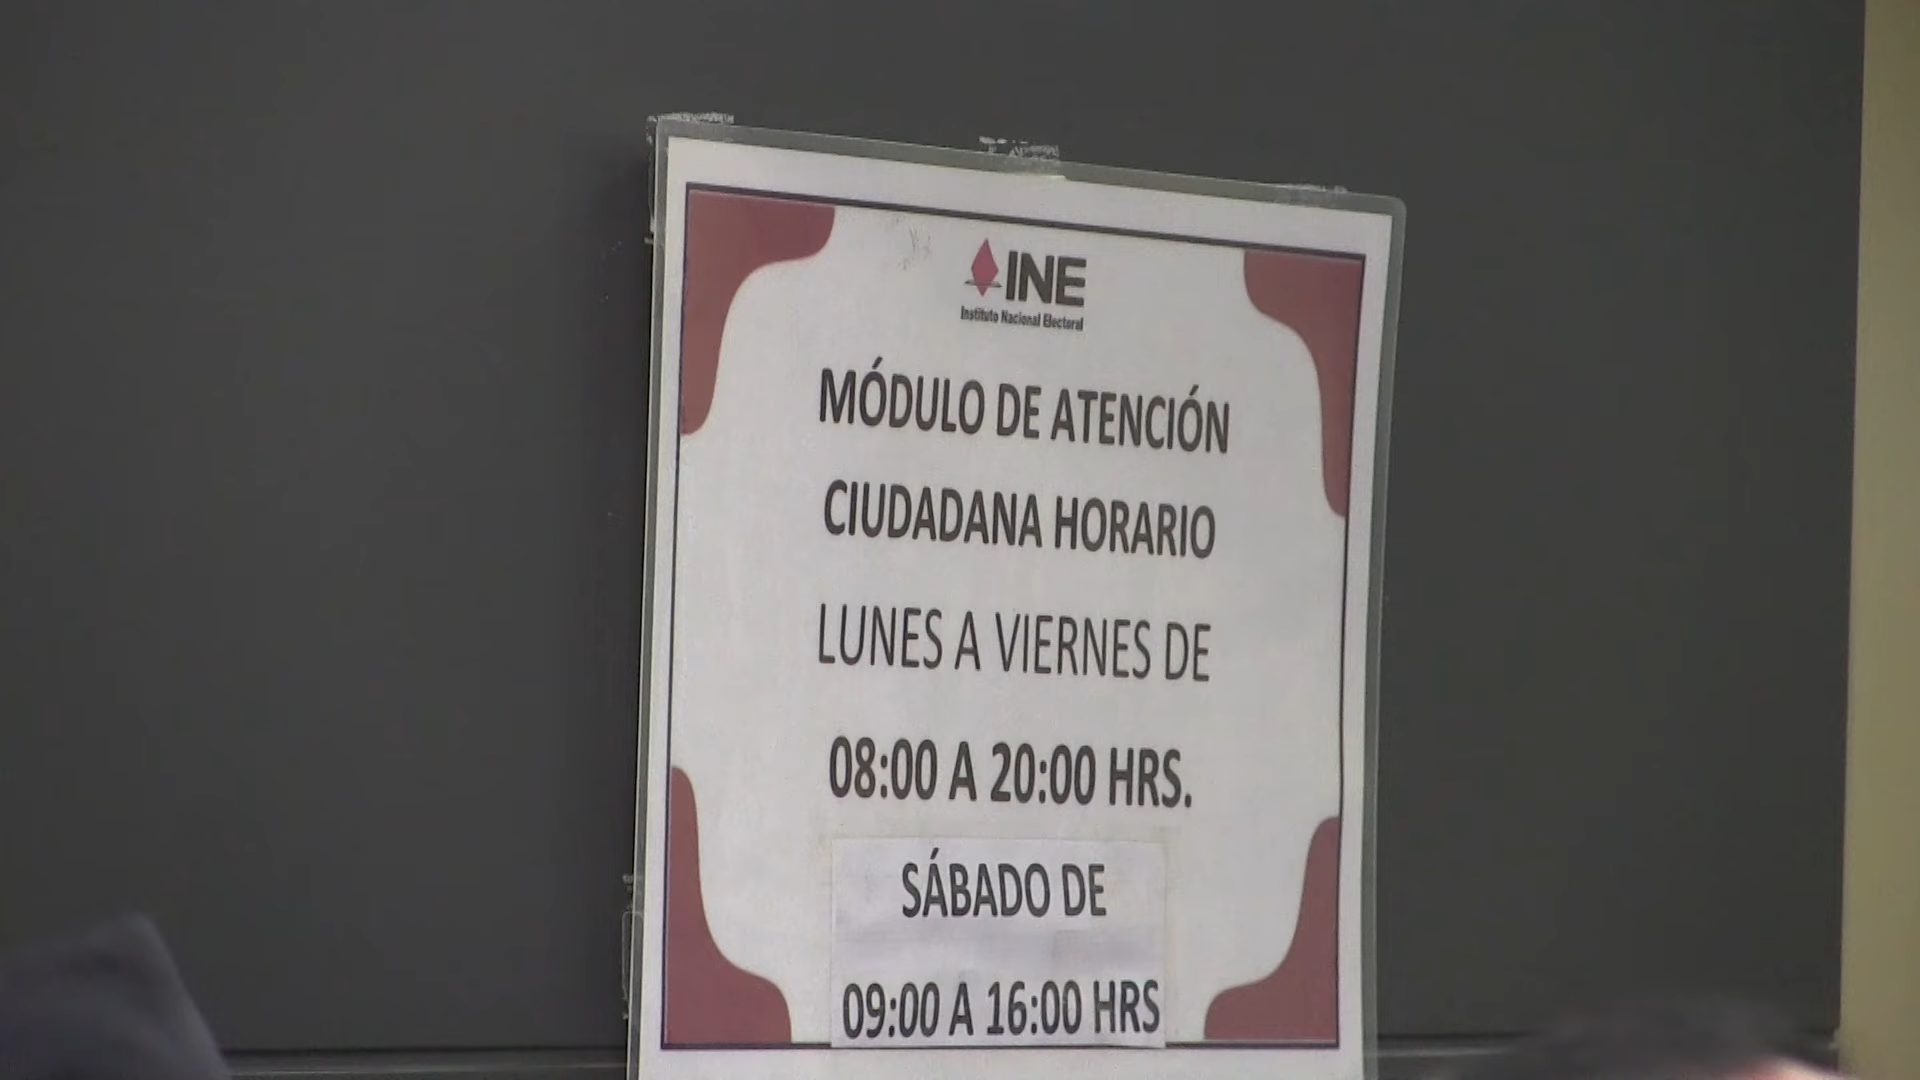 INE
Instituto Nacional Electoral
MÓDULO DE ATENCIÓN
CIUDADANA HORARIO
LUNES A VIERNES DE
08:00 A 20:00 HRS.
SÁBADO DE
09:00 A 16:00 HRS